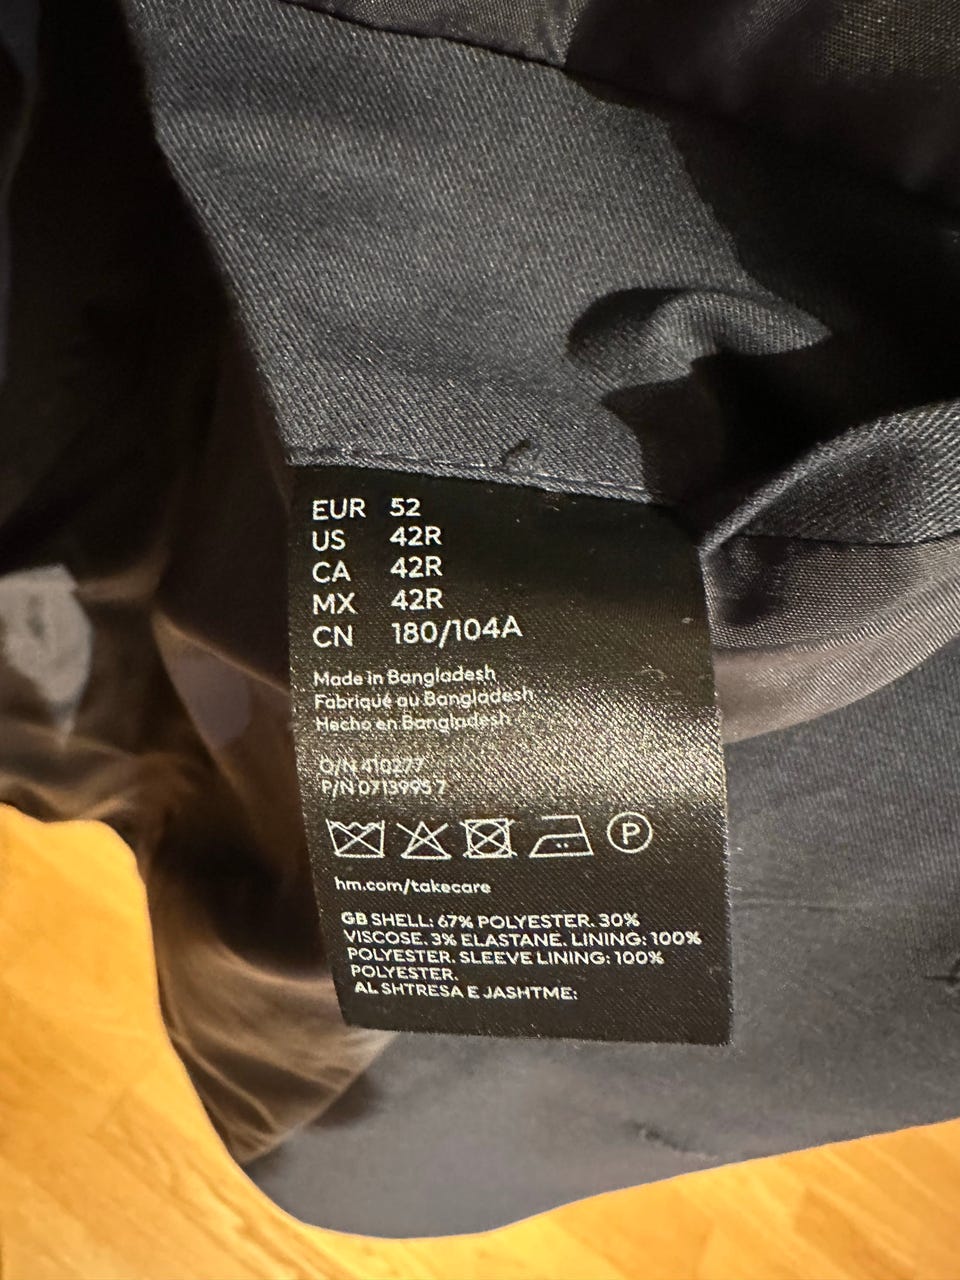 EUR 52
US 42R
CA 42R
MX 42R
CN 180/104A
Made in Bangladesh
Fabriqué au Bangladesh
Hecho en Bangladesh
O/N 410277
P/N 0713995 7
P
hm.com/takecare
GB SHELL: 67% POLYESTER. 30%
VISCOSE. 3% ELASTANE. LINING: 100%
POLYESTER. SLEEVE LINING: 100%
POLYESTER.
AL SHTRESA E JASHTME: